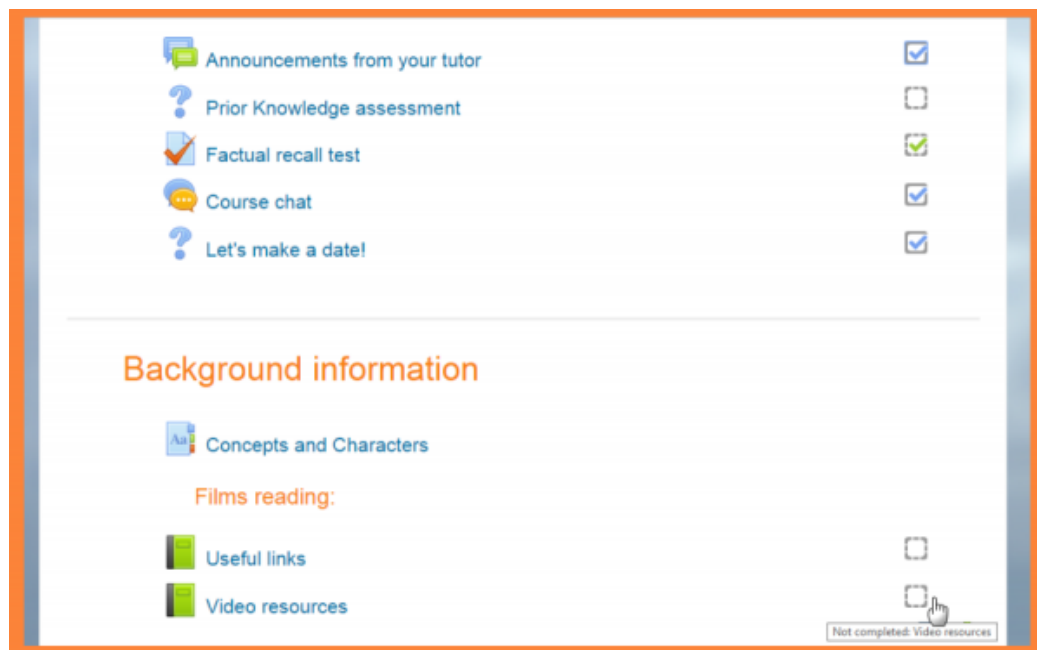 Announcements from your tutor
Prior Knowledge assessment
Factual recall test
Course chat
Let's make a date!
Background information
Aa
Concepts and Characters
Films reading:
Useful links
Video resources
Not completed: Video resources